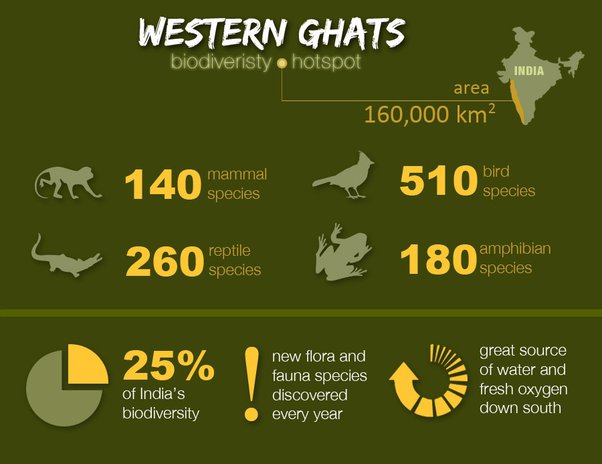 WESTERN GHATS
biodiveristy hotspot
INDIA
area
160,000 km²
140 mammal
species
510 bird
species
260 reptile
species
180 amphibian
species
25%
of India's
biodiversity
! new flora and
fauna species
discovered
every year
great source
of water and
fresh oxygen
down south